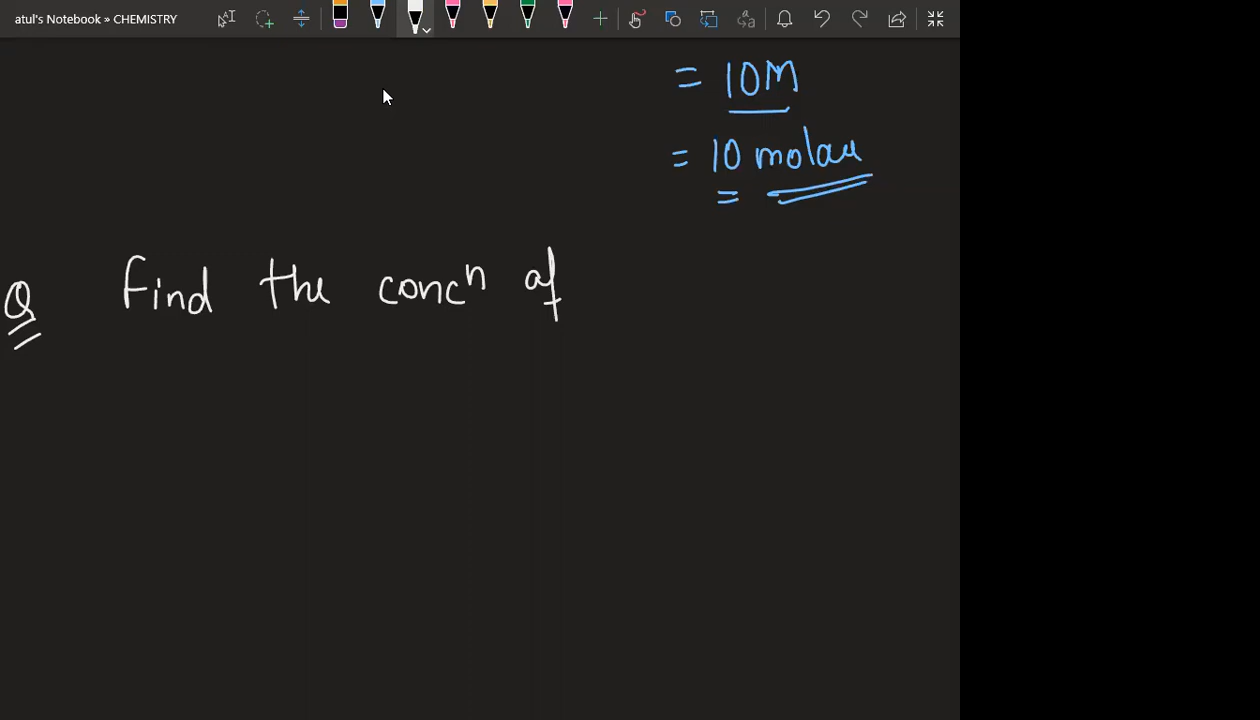 atul's Notebook » CHEMISTRY
= 10M
= 10 molar
=
Q Find the concn of